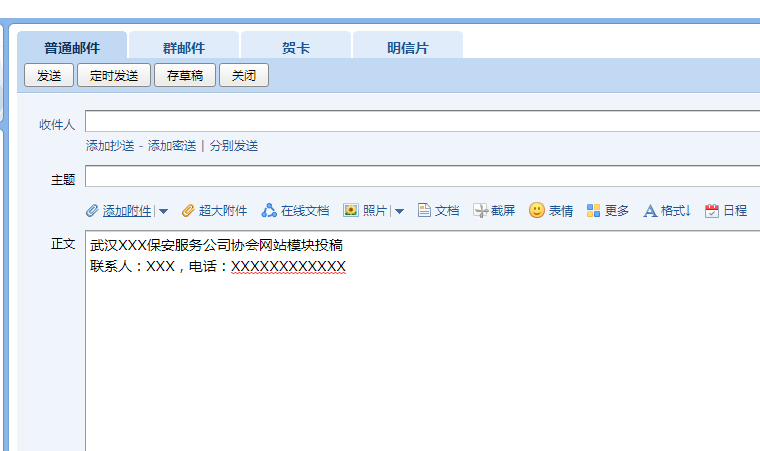 普通邮件 群邮件 贺卡 明信片
发送 定时发送 存草稿 关闭
收件人
添加抄送 - 添加密送 | 分别发送
主题
添加附件 | 超大附件 在线文档 照片 | 文档 截屏 表情 更多 格式↓ 日程
正文 武汉XXX保安服务公司协会网站模块投稿
联系人：XXX，电话：XXXXXXXXXXXX